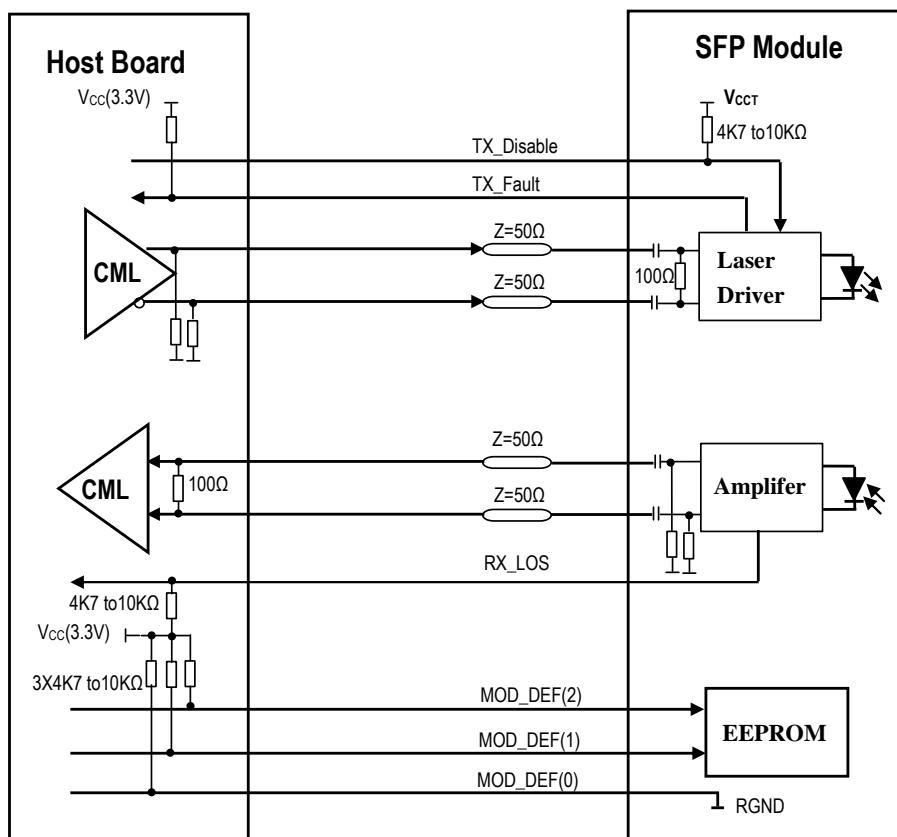 Host Board
SFP Module
VCC(3.3V)
VCCT
4K7 to10KΩ
TX_Disable
TX_Fault
CML
Z=50Ω
Z=50Ω
100Ω
Laser
Driver
CML
100Ω
Z=50Ω
Z=50Ω
Amplifer
RX_LOS
4K7 to10KΩ
VCC(3.3V)
3X4K7 to10KΩ
MOD_DEF(2)
MOD_DEF(1)
MOD_DEF(0)
EEPROM
RGND